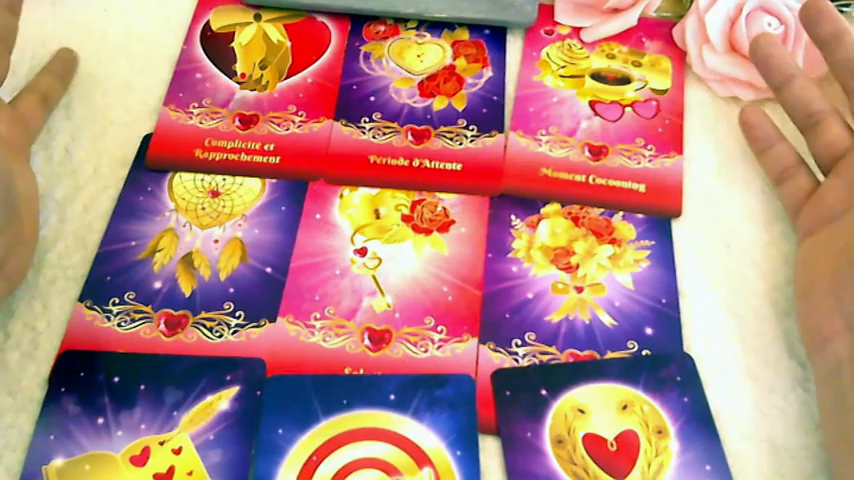 Complicité et
Rapprochement
Période d'Attente
Moment Cocooning